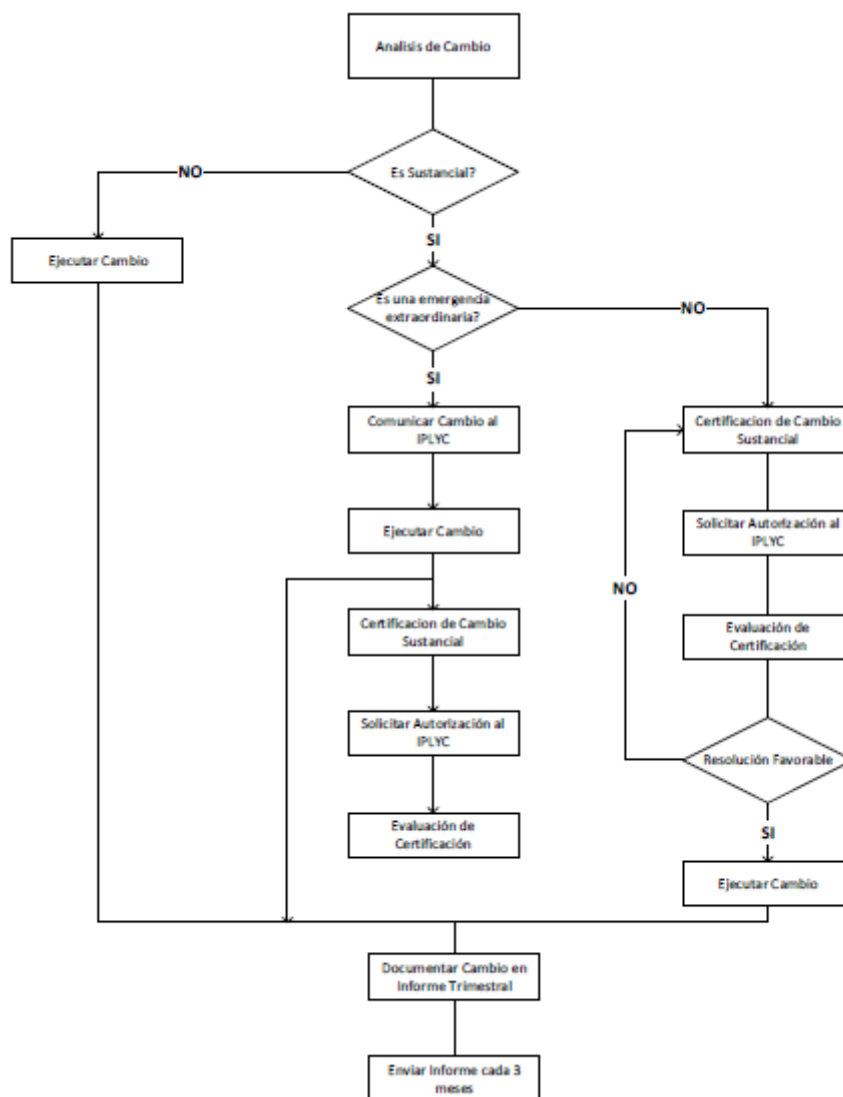 Analisis de Cambio
Es Sustancial?
NO
SI
Ejecutar Cambio
Es una emergencia
extraordinaria?
NO
SI
Comunicar Cambio al
IPLYC
Certificacion de Cambio
Sustancial
Ejecutar Cambio
Solicitar Autorización al
IPLYC
NO
Certificacion de Cambio
Sustancial
Evaluación de
Certificación
Solicitar Autorización al
IPLYC
Resolución Favorable
SI
Evaluación de
Certificación
Ejecutar Cambio
Documentar Cambio en
Informe Trimestral
Enviar Informe cada 3
meses